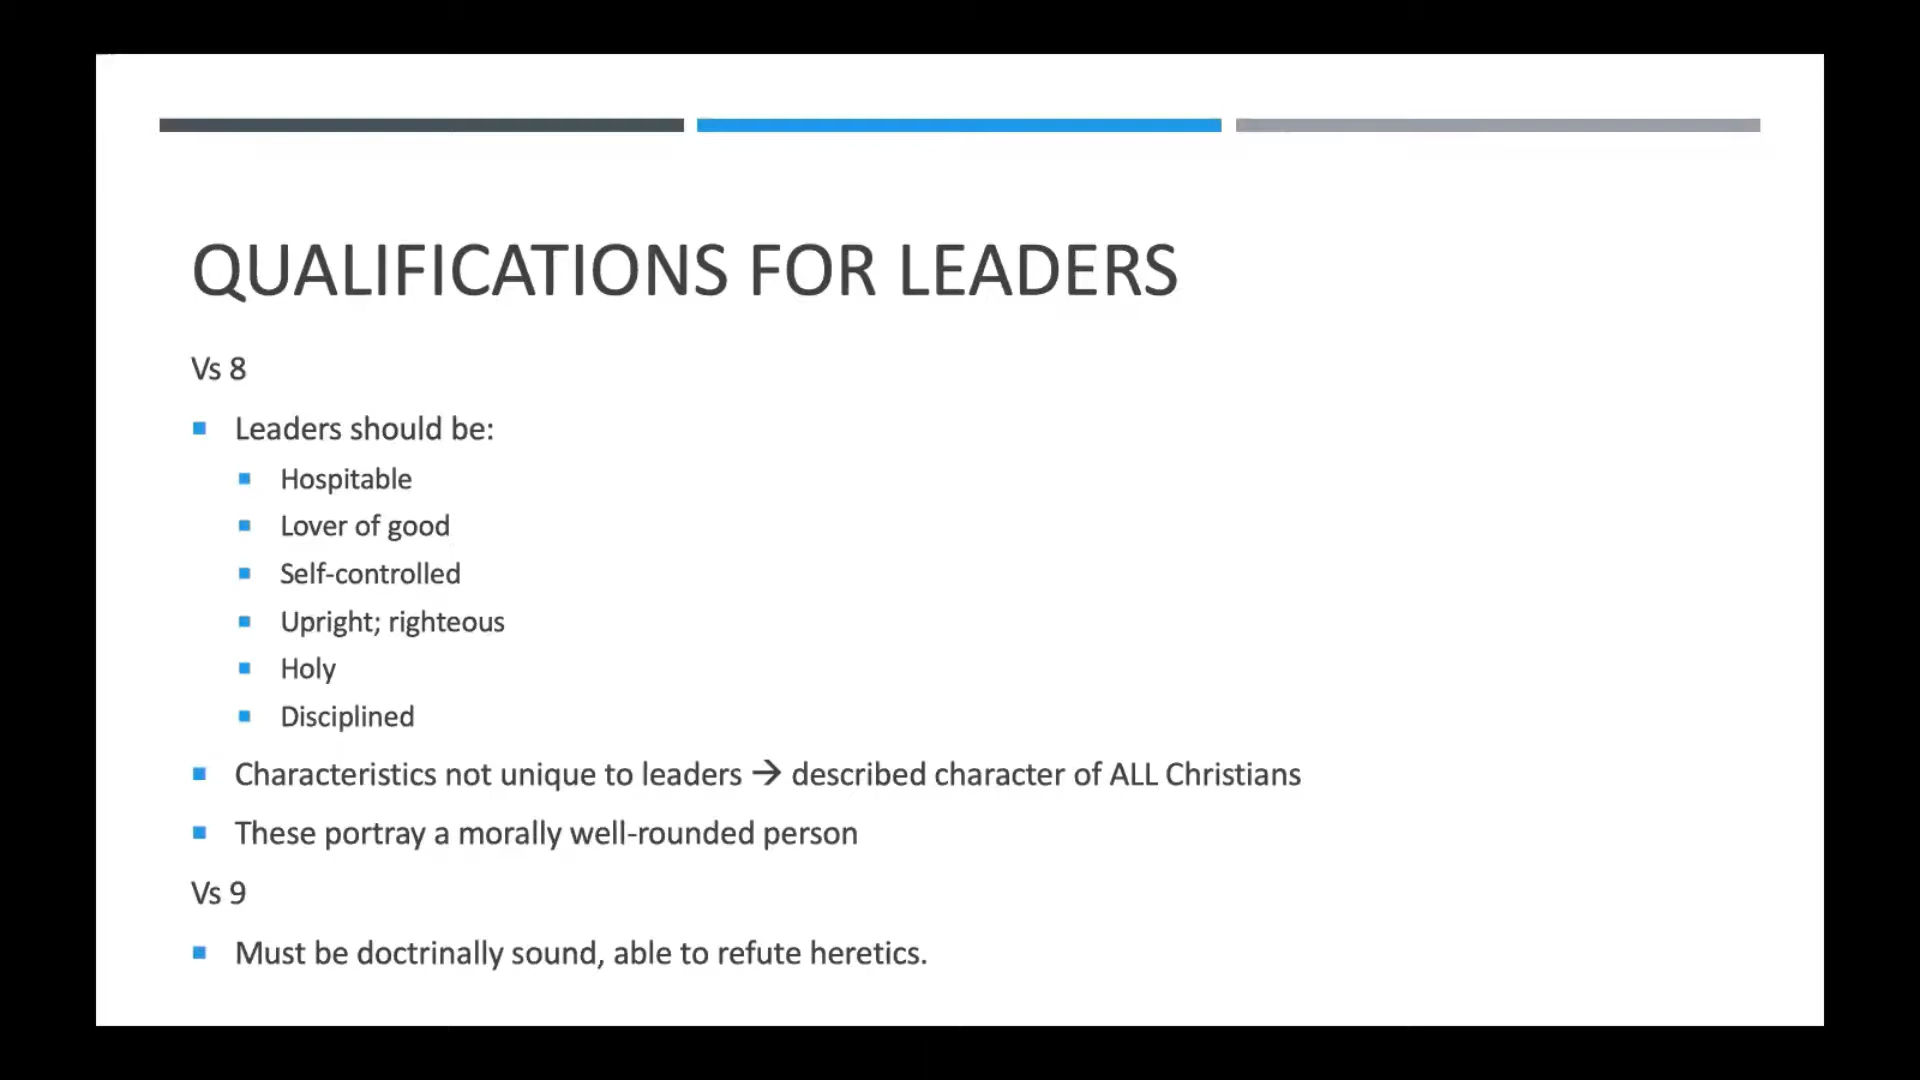 QUALIFICATIONS FOR LEADERS
Vs 8
Leaders should be:
Hospitable
Lover of good
Self-controlled
Upright; righteous
Holy
Disciplined
Characteristics not unique to leaders → described character of ALL Christians
These portray a morally well-rounded person
Vs 9
Must be doctrinally sound, able to refute heretics.